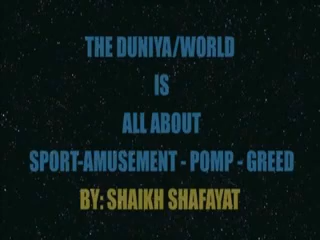 THE DUNIYA/WORLD
IS
ALL ABOUT
SPORT-AMUSEMENT - POMP - GREED
BY: SHAIKH SHAFAYAT